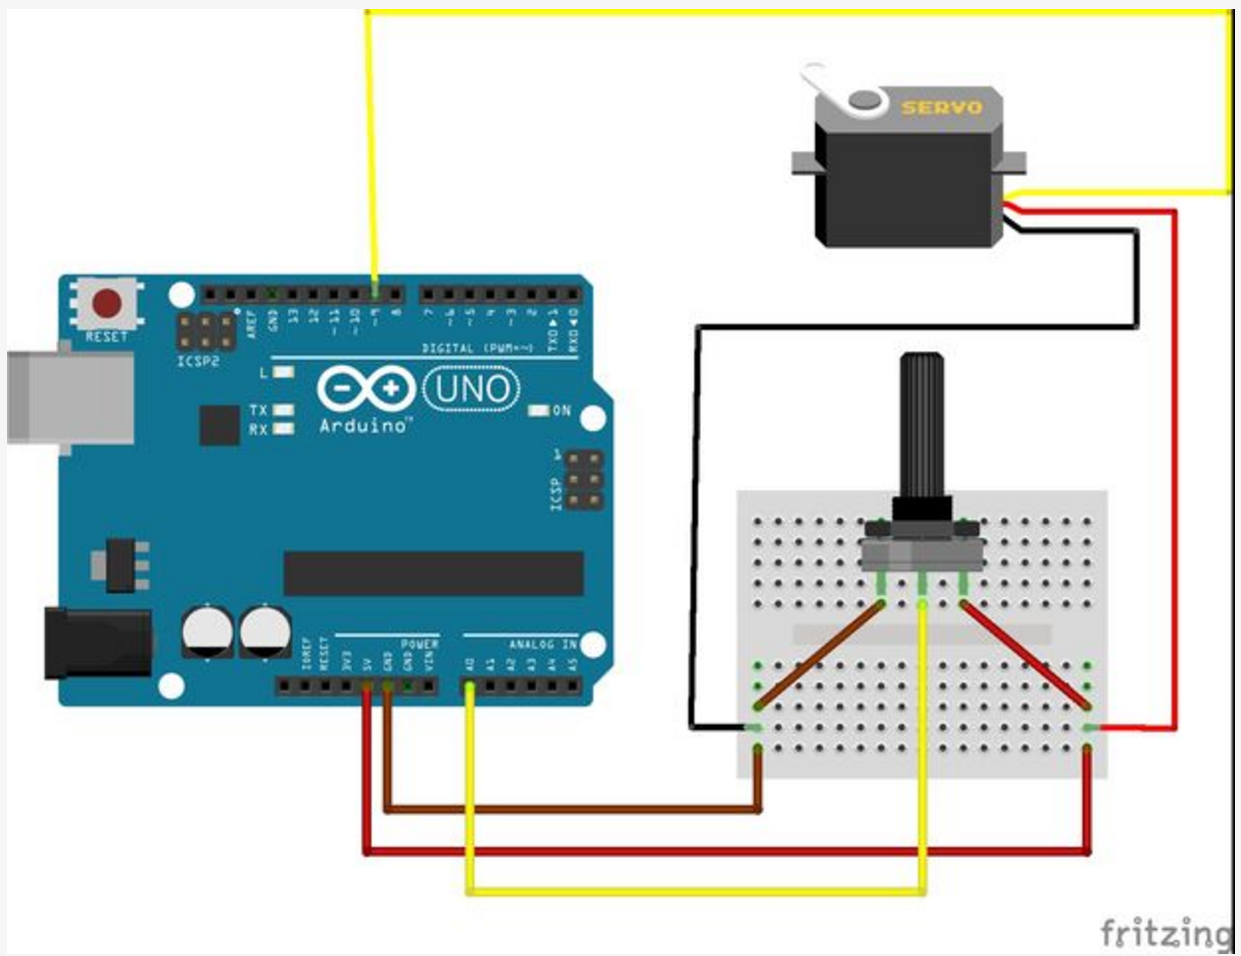 SERVO
RESET
ICSP2
AREF
GND
13
12
~11
~10
~9
8
7
~6
~5
4
~3
2
TX0▶1
RX0◀0
DIGITAL (PWM=~)
L
TX
RX
UNO
ON
Arduino™
1
ICSP
POWER
ANALOG IN
IOREF
RESET
3V3
5V
GND
GND
VIN
A0
A1
A2
A3
A4
A5
fritzing